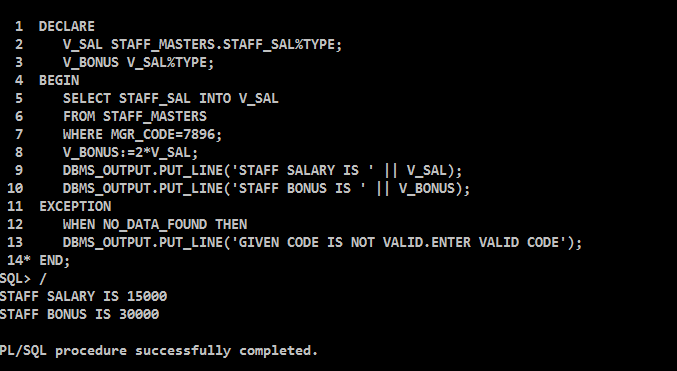 1 DECLARE
2 V_SAL STAFF_MASTERS.STAFF_SAL%TYPE;
3 V_BONUS V_SAL%TYPE;
4 BEGIN
5 SELECT STAFF_SAL INTO V_SAL
6 FROM STAFF_MASTERS
7 WHERE MGR_CODE=7896;
8 V_BONUS:=2*V_SAL;
9 DBMS_OUTPUT.PUT_LINE('STAFF SALARY IS ' || V_SAL);
10 DBMS_OUTPUT.PUT_LINE('STAFF BONUS IS ' || V_BONUS);
11 EXCEPTION
12 WHEN NO_DATA_FOUND THEN
13 DBMS_OUTPUT.PUT_LINE('GIVEN CODE IS NOT VALID.ENTER VALID CODE');
14* END;
SQL> /
STAFF SALARY IS 15000
STAFF BONUS IS 30000
PL/SQL procedure successfully completed.